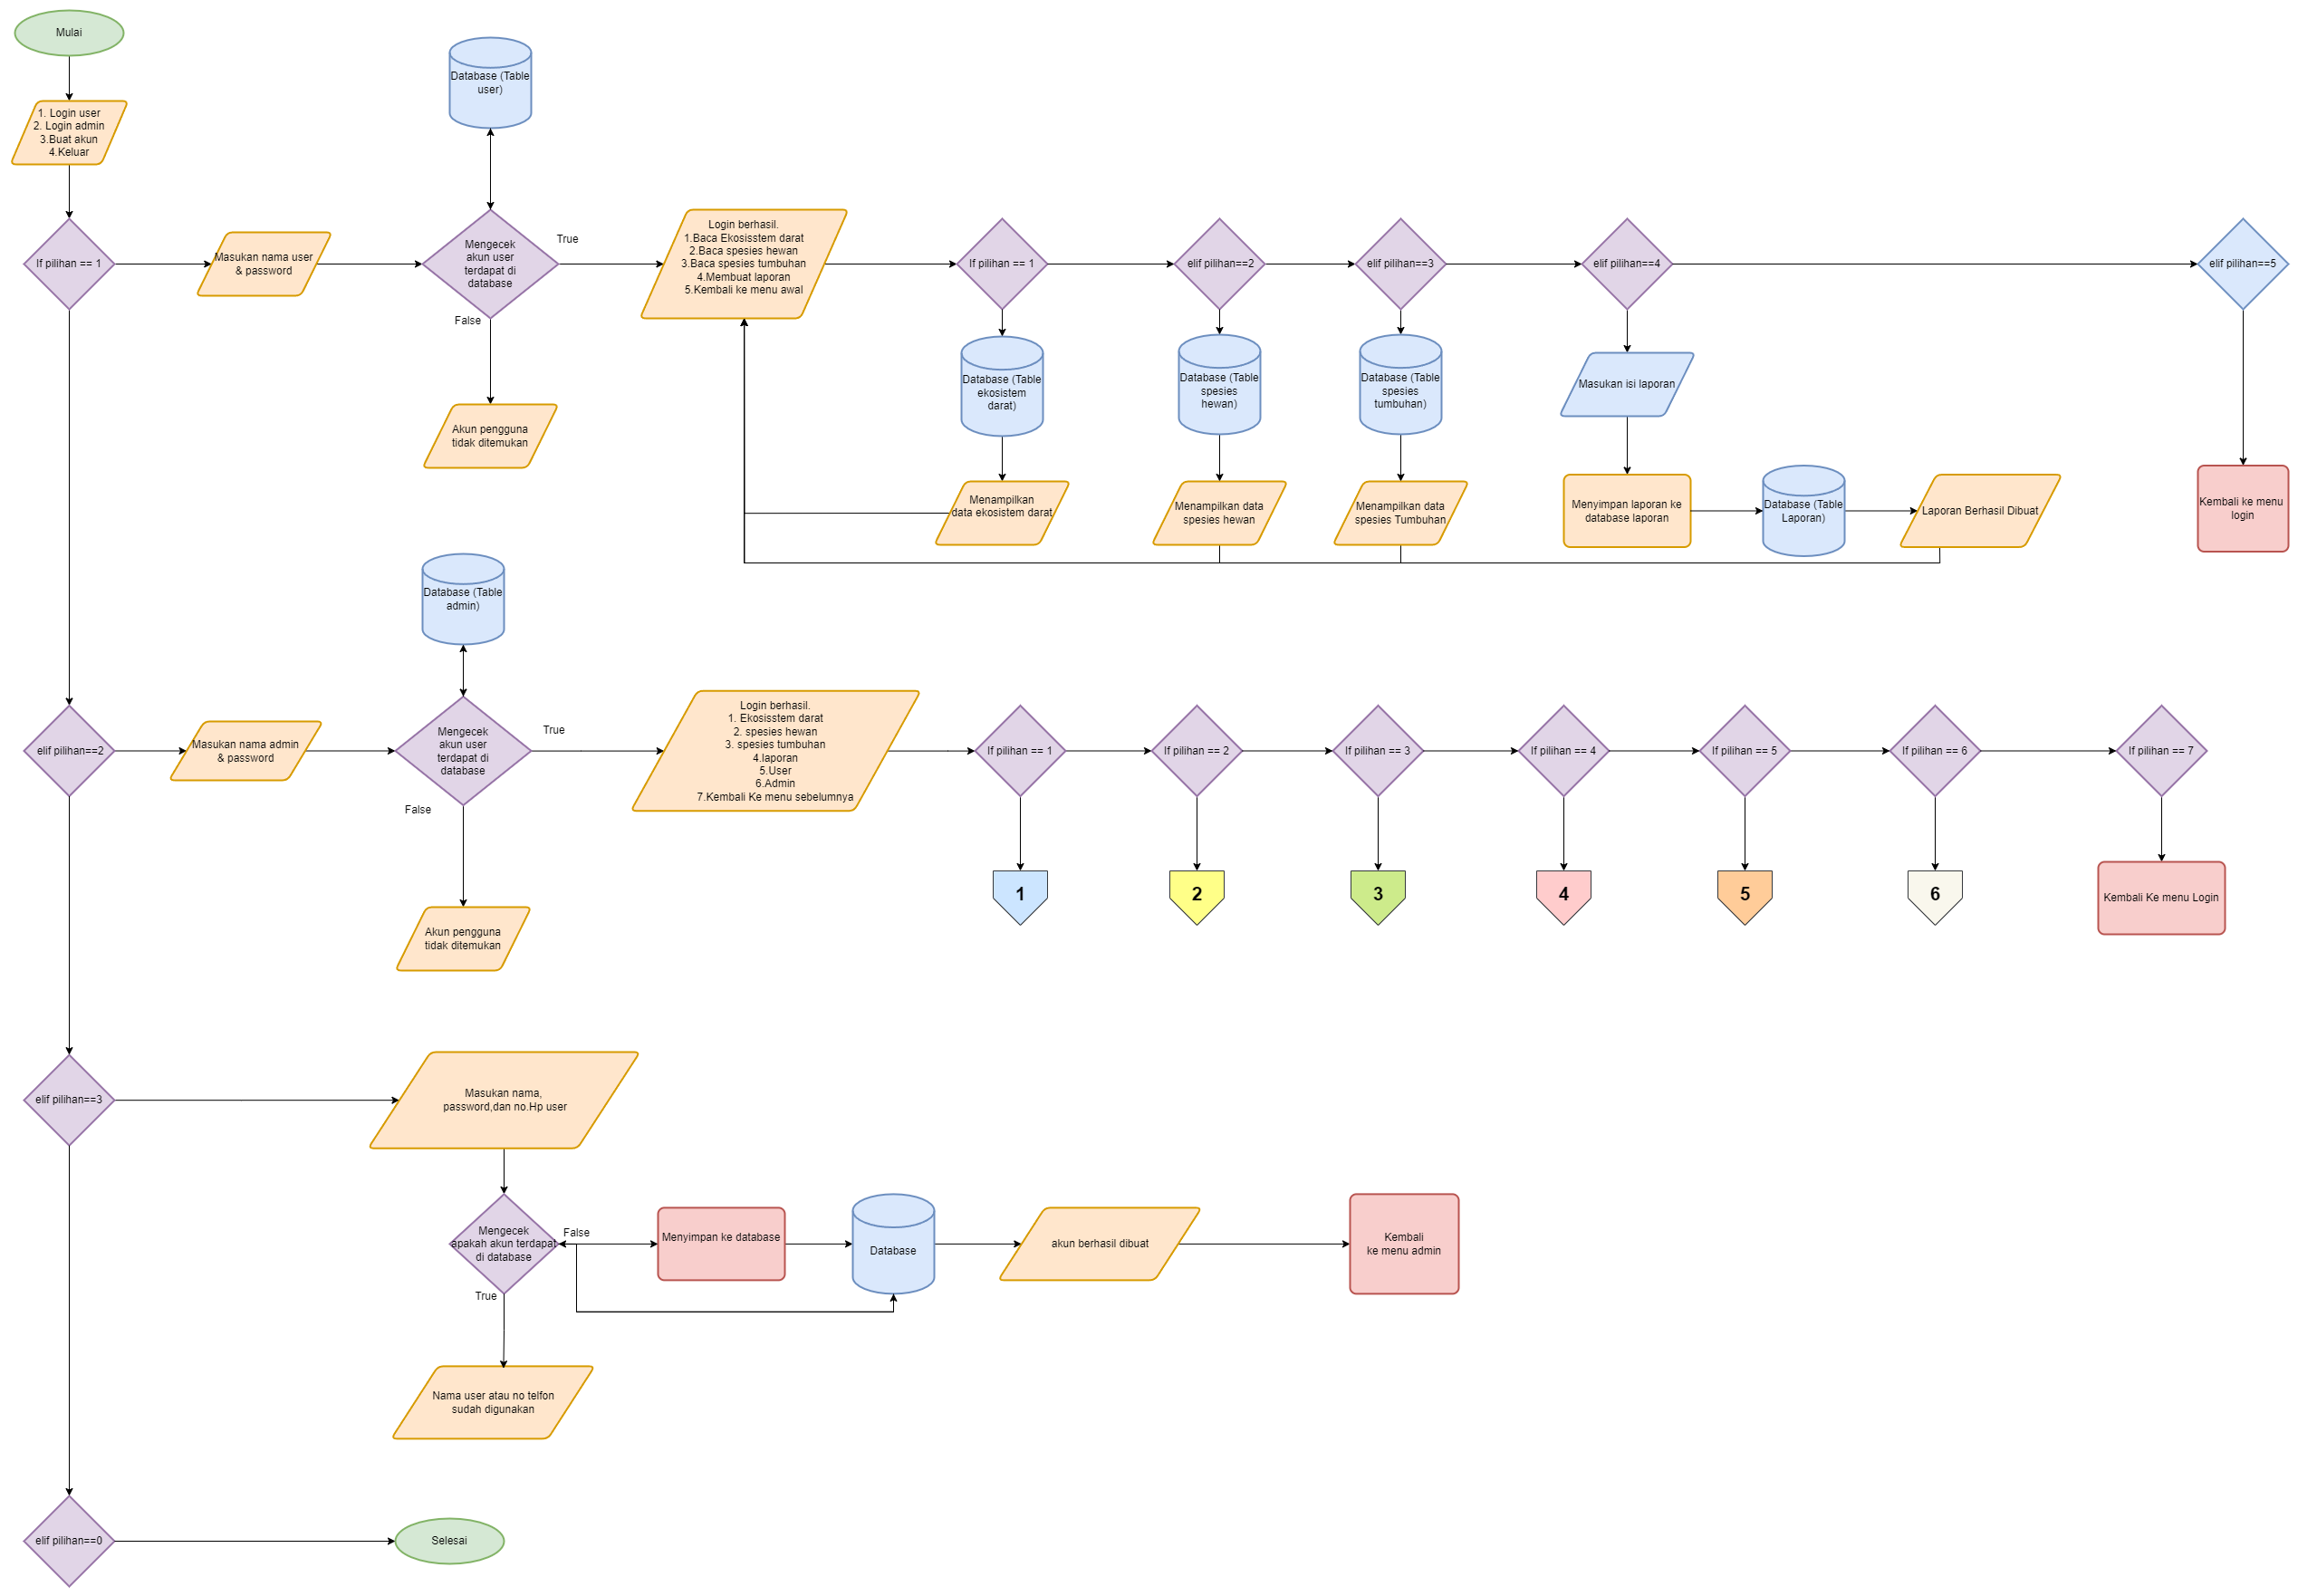 Mulai
1. Login user
2. Login admin
3.Buat akun
4.Keluar
If pilihan == 1
Masukan nama user
& password
Database (Table
user)
Mengecek
akun user
terdapat di
database
True
False
Akun pengguna
tidak ditemukan
Login berhasil.
1.Baca Ekosisstem darat
2.Baca spesies hewan
3.Baca spesies tumbuhan
4.Membuat laporan
5.Kembali ke menu awal
If pilihan == 1
elif pilihan==2
elif pilihan==3
elif pilihan==4
elif pilihan==5
Database (Table
ekosistem
darat)
Database (Table
spesies
hewan)
Database (Table
spesies
tumbuhan)
Masukan isi laporan
Menampilkan
data ekosistem darat
Menampilkan data
spesies hewan
Menampilkan data
spesies Tumbuhan
Menyimpan laporan ke
database laporan
Database (Table
Laporan)
Laporan Berhasil Dibuat
Kembali ke menu
login
elif pilihan==2
Masukan nama admin
& password
Database (Table
admin)
Mengecek
akun user
terdapat di
database
True
False
Akun pengguna
tidak ditemukan
Login berhasil.
1. Ekosisstem darat
2. spesies hewan
3. spesies tumbuhan
4.laporan
5.User
6.Admin
7.Kembali Ke menu sebelumnya
If pilihan == 1
If pilihan == 2
If pilihan == 3
If pilihan == 4
If pilihan == 5
If pilihan == 6
If pilihan == 7
1
2
3
4
5
6
Kembali Ke menu Login
elif pilihan==3
Masukan nama,
password,dan no.Hp user
Mengecek
apakah akun terdapat
di database
False
True
Menyimpan ke database
Database
akun berhasil dibuat
Kembali
ke menu admin
Nama user atau no telfon
sudah digunakan
elif pilihan==0
Selesai